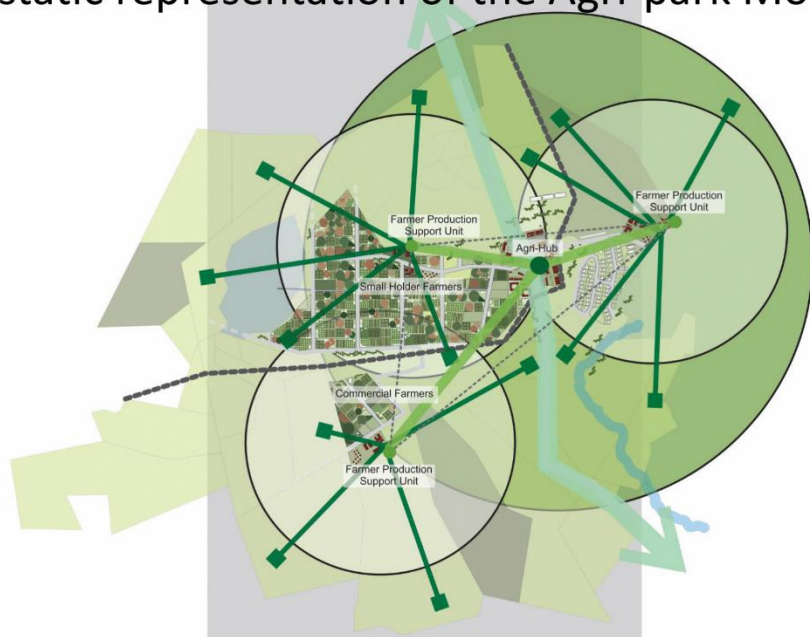 static representation of the Agri-park Mo
Farmer Production
Support Unit
Farmer Production
Support Unit
Agri-Hub
Small Holder Farmers
Commercial Farmers
Farmer Production
Support Unit